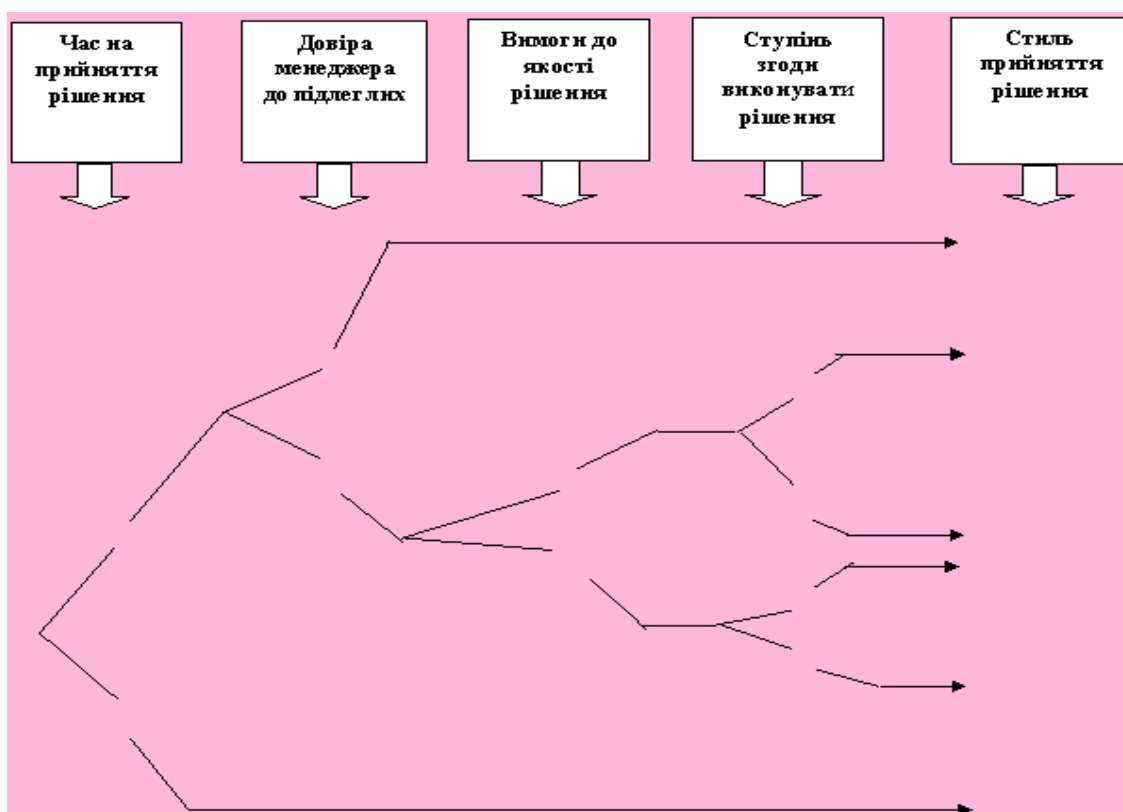 Час на
прийняття
рішення
Довіра
менеджера
до підлеглих
Вимоги до
якості
рішення
Ступінь
згоди
виконувати
рішення
Стиль
прийняття
рішення